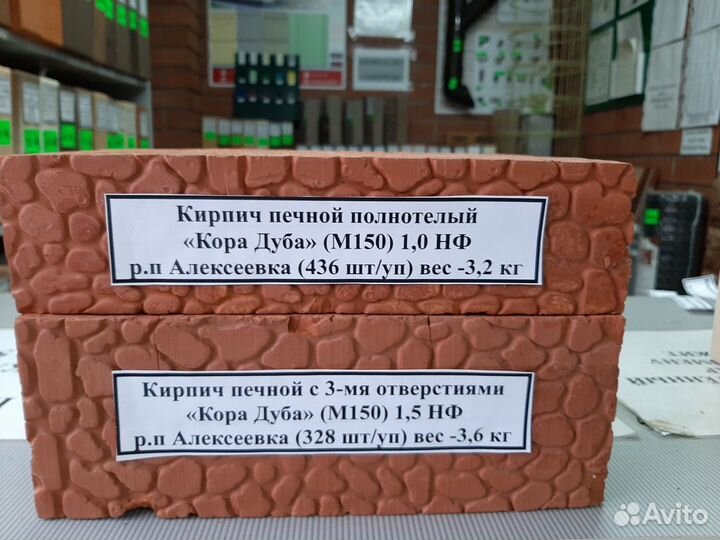 Кирпич печной полнотелый
«Кора Дуба» (М150) 1,0 НФ
р.п Алексеевка (436 шт/уп) вес -3,2 кг
Кирпич печной с 3-мя отверстиями
«Кора Дуба» (М150) 1,5 НФ
р.п Алексеевка (328 шт/уп) вес -3,6 кг
Avito